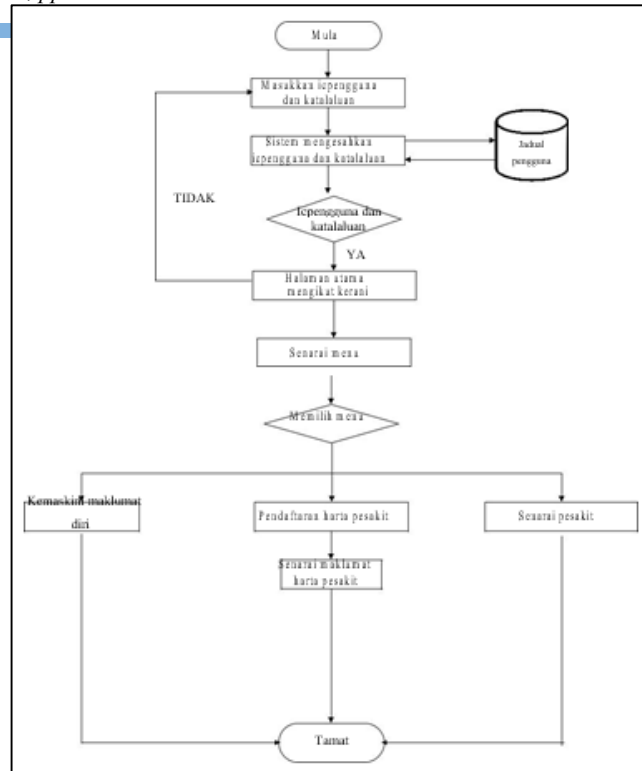 Mula
Masukkan icpengguna
dan katalaluan
Sistem mengesahkan
icpengguna dan katalaluan
Jadual
pengguna
TIDAK
Icpengguna dan
katalaluan
YA
Halaman utama
mengikut kerani
Senarai menu
Memilih menu
Kemaskini maklumat
diri
Pendaftaran harta pesakit
Senarai pesakit
Senarai maklumat
harta pesakit
Tamat